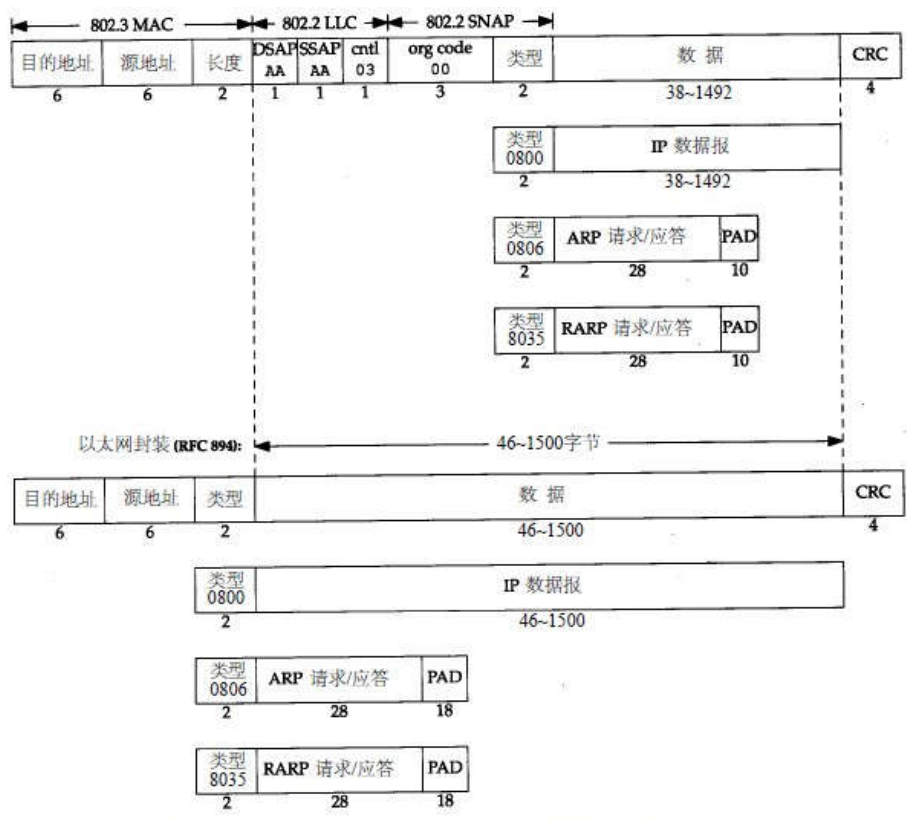 802.3 MAC 802.2 LLC 802.2 SNAP
目的地址 源地址 长度 DSAP AA SSAP AA cntl 03 org code 00 类型 数 据 CRC
6 6 2 1 1 1 3 2 38~1492 4
类型 0800 IP 数据报
2 38~1492
类型 0806 ARP 请求/应答 PAD
2 28 10
类型 8035 RARP 请求/应答 PAD
2 28 10
以太网封装 (RFC 894): 46~1500字节
目的地址 源地址 类型 数 据 CRC
6 6 2 46~1500 4
类型 0800 IP 数据报
2 46~1500
类型 0806 ARP 请求/应答 PAD
2 28 18
类型 8035 RARP 请求/应答 PAD
2 28 18